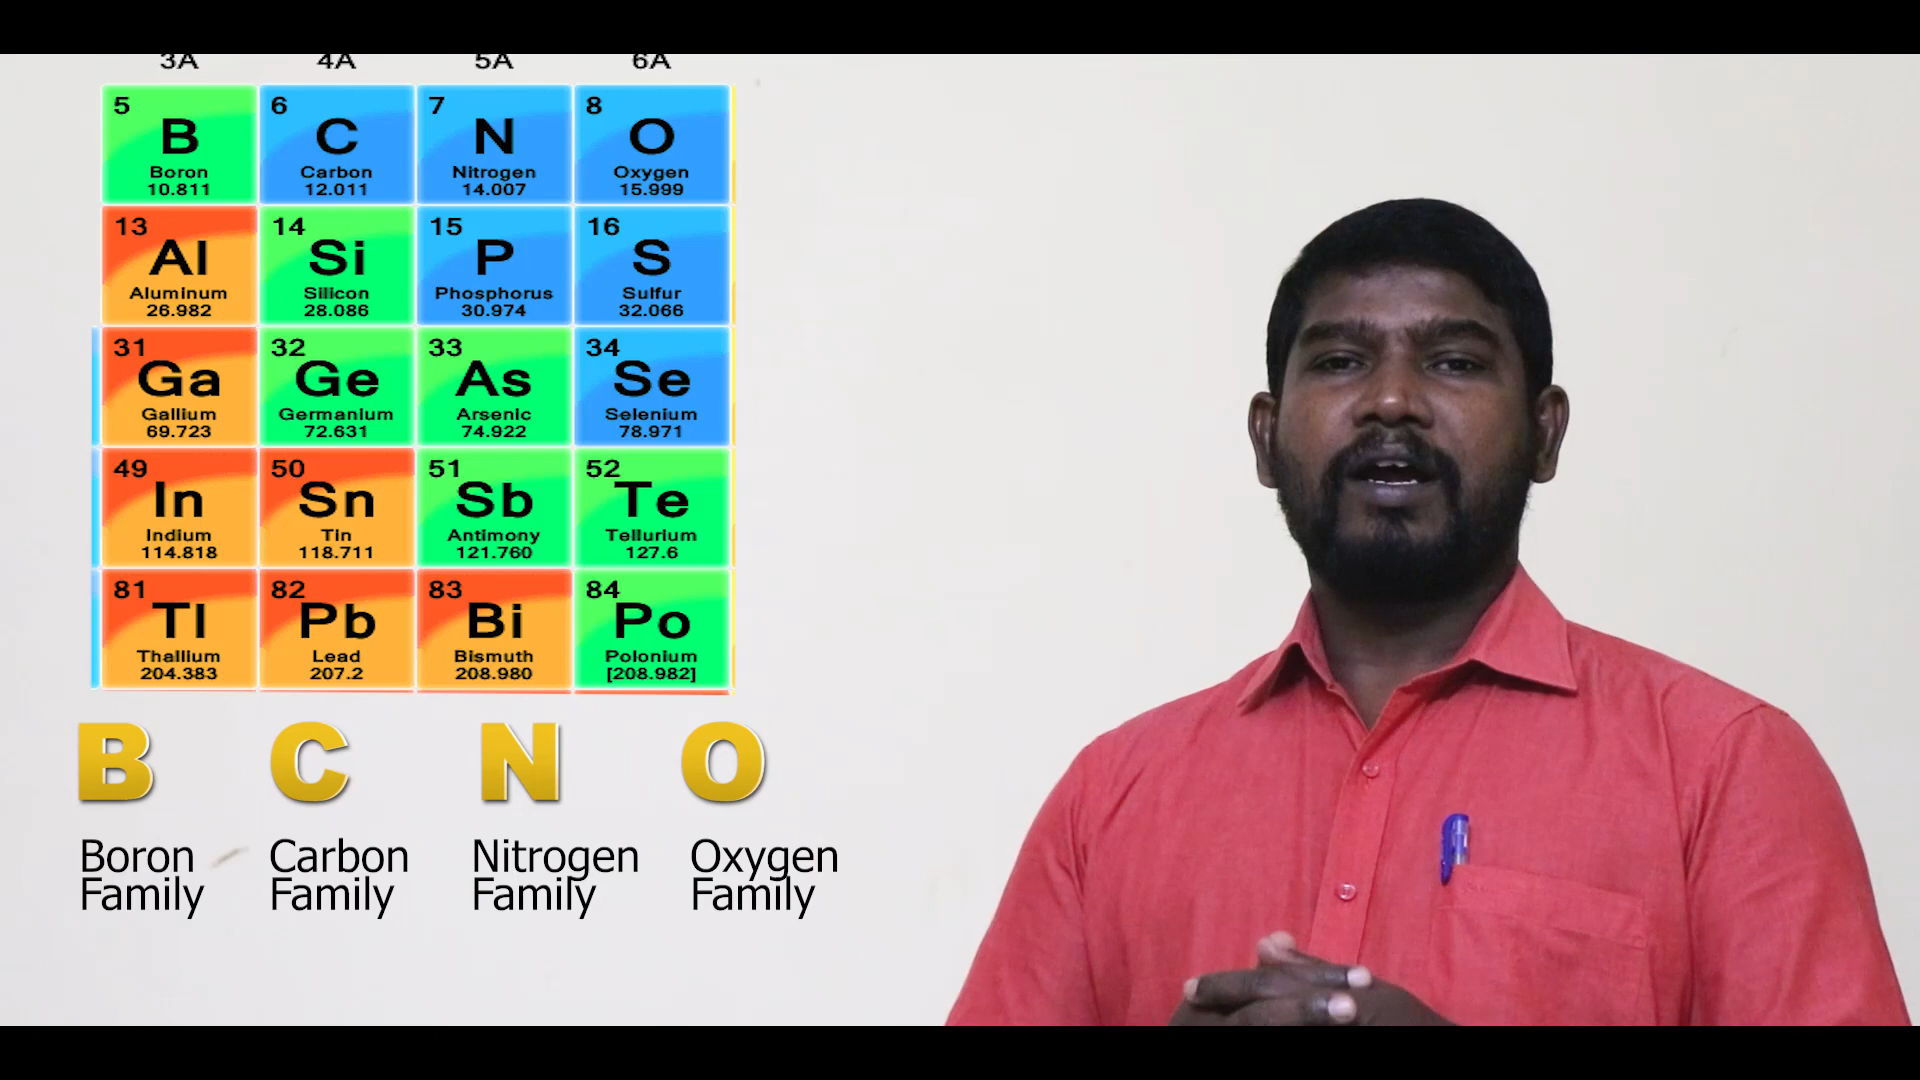 3A 4A 5A 6A
5 6 7 8
B C N O
Boron Carbon Nitrogen Oxygen
10.811 12.011 14.007 15.999
13 14 15 16
Al Si P S
Aluminum Silicon Phosphorus Sulfur
26.982 28.086 30.974 32.066
31 32 33 34
Ga Ge As Se
Gallium Germanium Arsenic Selenium
69.723 72.631 74.922 78.971
49 50 51 52
In Sn Sb Te
Indium Tin Antimony Tellurium
114.818 118.711 121.760 127.6
81 82 83 84
Tl Pb Bi Po
Thallium Lead Bismuth Polonium
204.383 207.2 208.980 [208.982]
B C N O
Boron Carbon Nitrogen Oxygen
Family Family Family Family